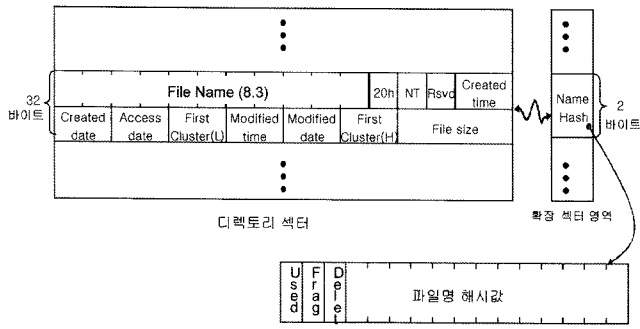 32
바이트
File Name (8.3)
20h
NT
Rsvd
Created
time
Created
date
Access
date
First
Cluster(L)
Modified
time
Modified
date
First
Cluster(H)
File size
Name
Hash
2
바이트
디렉토리 섹터
확장 섹터 영역
Used
Frag
Delet
파일명 해시값